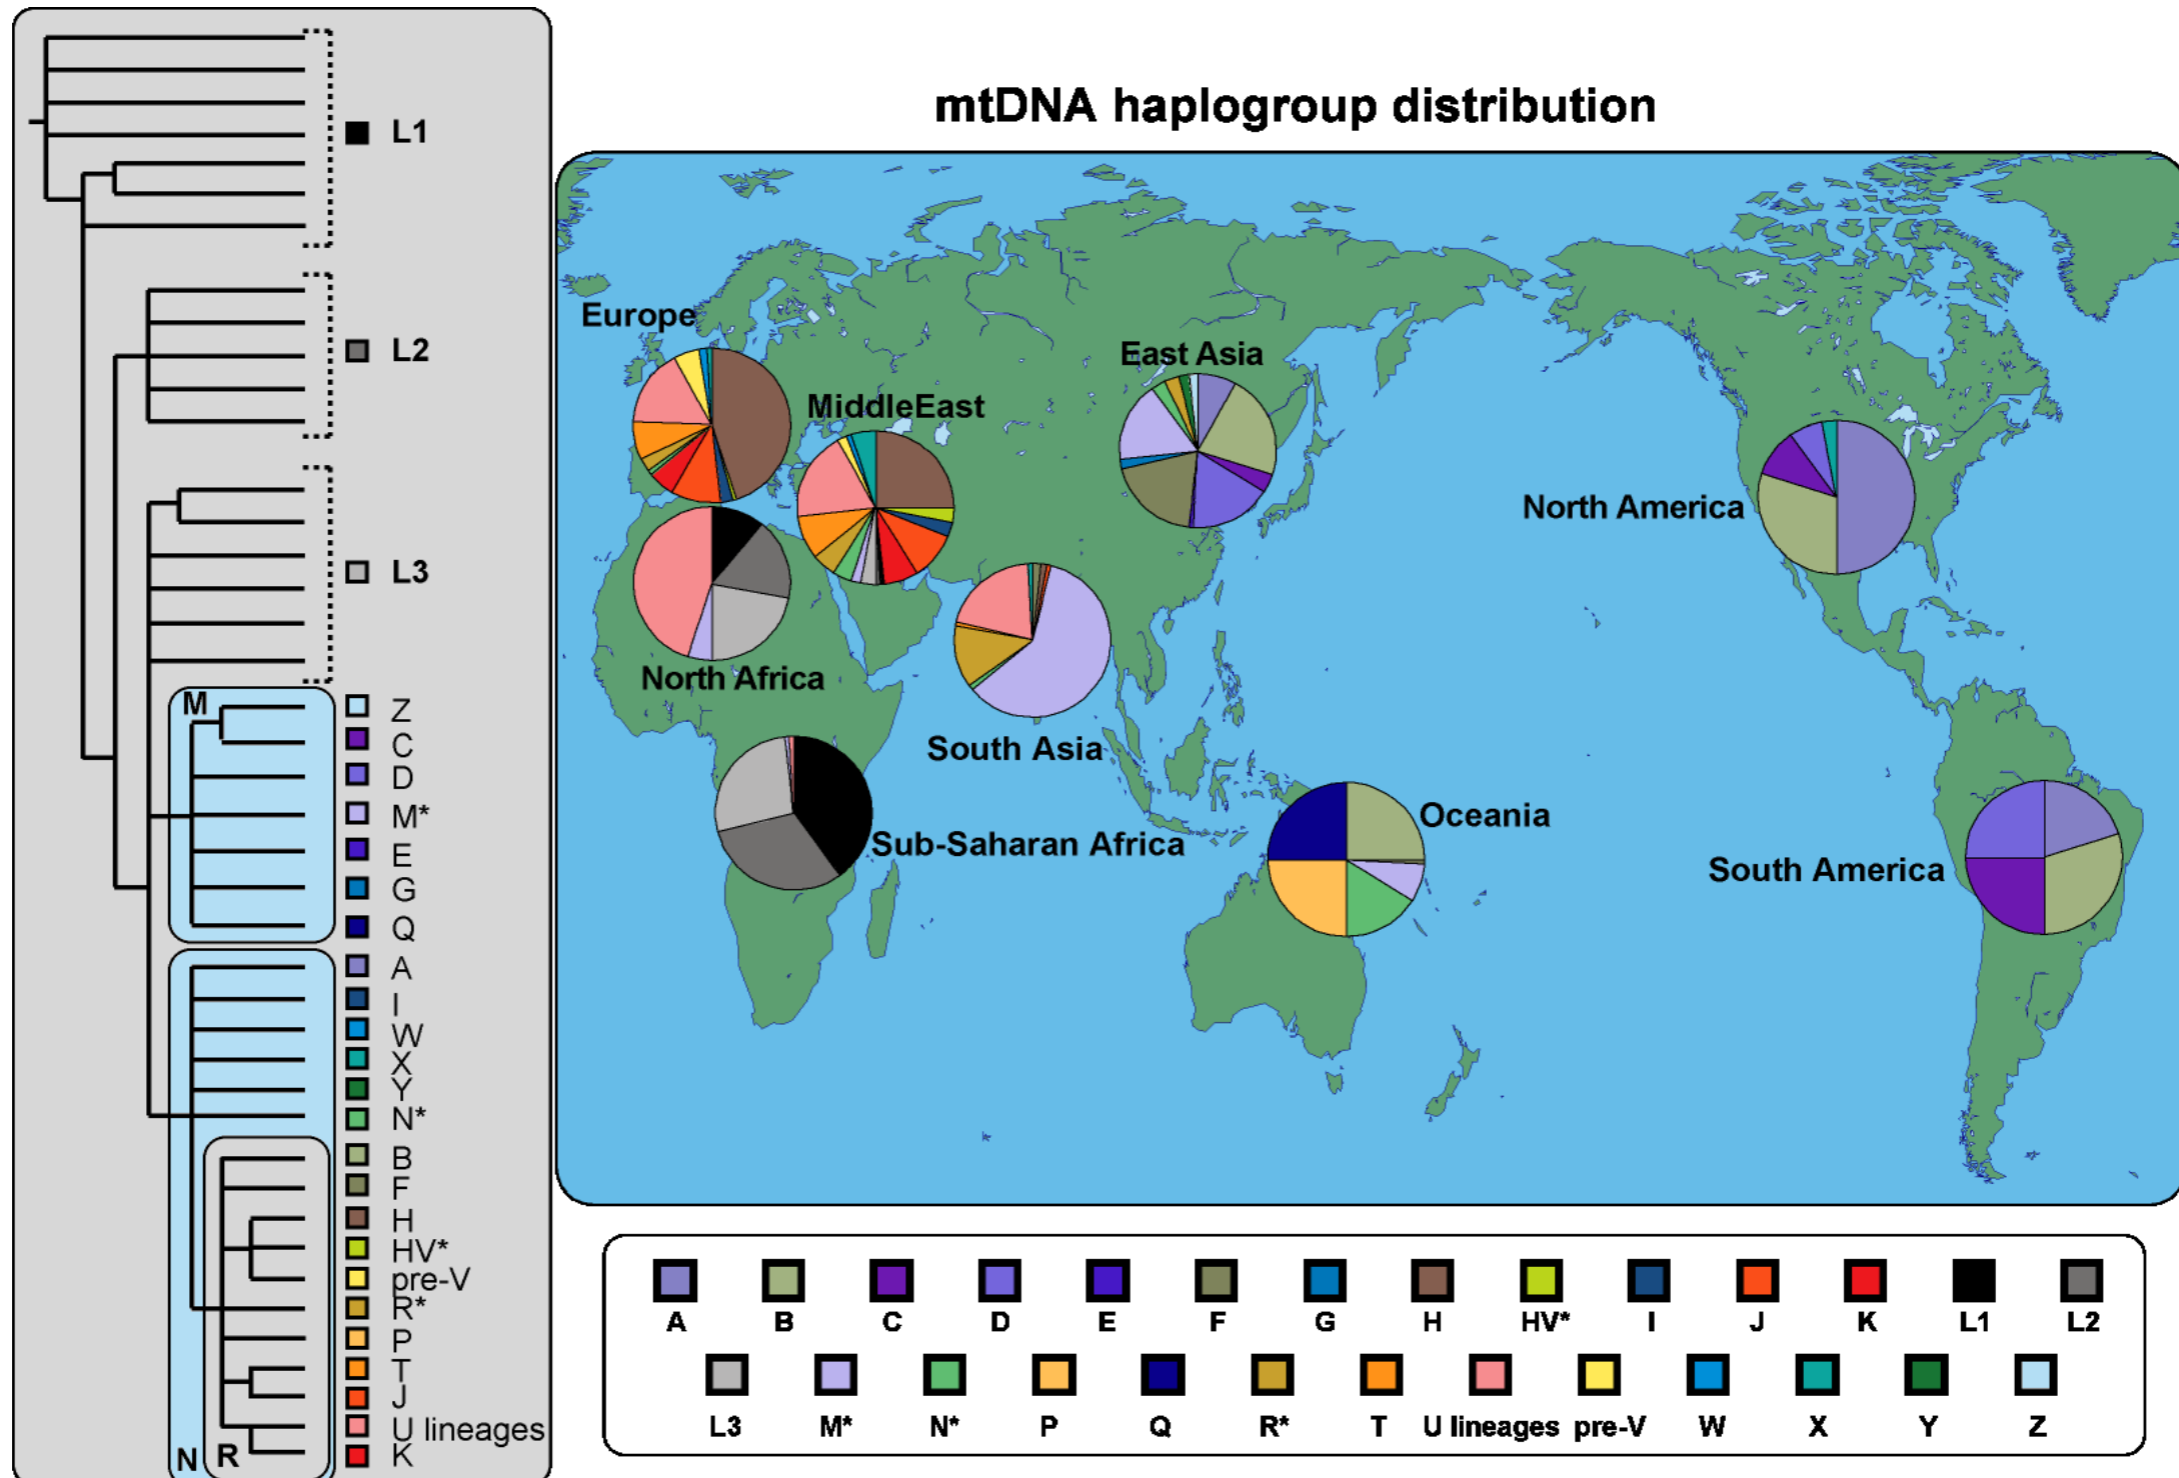 mtDNA haplogroup distribution
L1
L2
L3
M
Z
C
D
M*
E
G
Q
A
I
W
X
Y
N*
B
F
H
HV*
pre-V
R*
P
T
J
U lineages
K
N R
Europe
MiddleEast
East Asia
North America
North Africa
South Asia
Sub-Saharan Africa
Oceania
South America
A B C D E F G H HV* I J K L1 L2
L3 M* N* P Q R* T U lineages pre-V W X Y Z